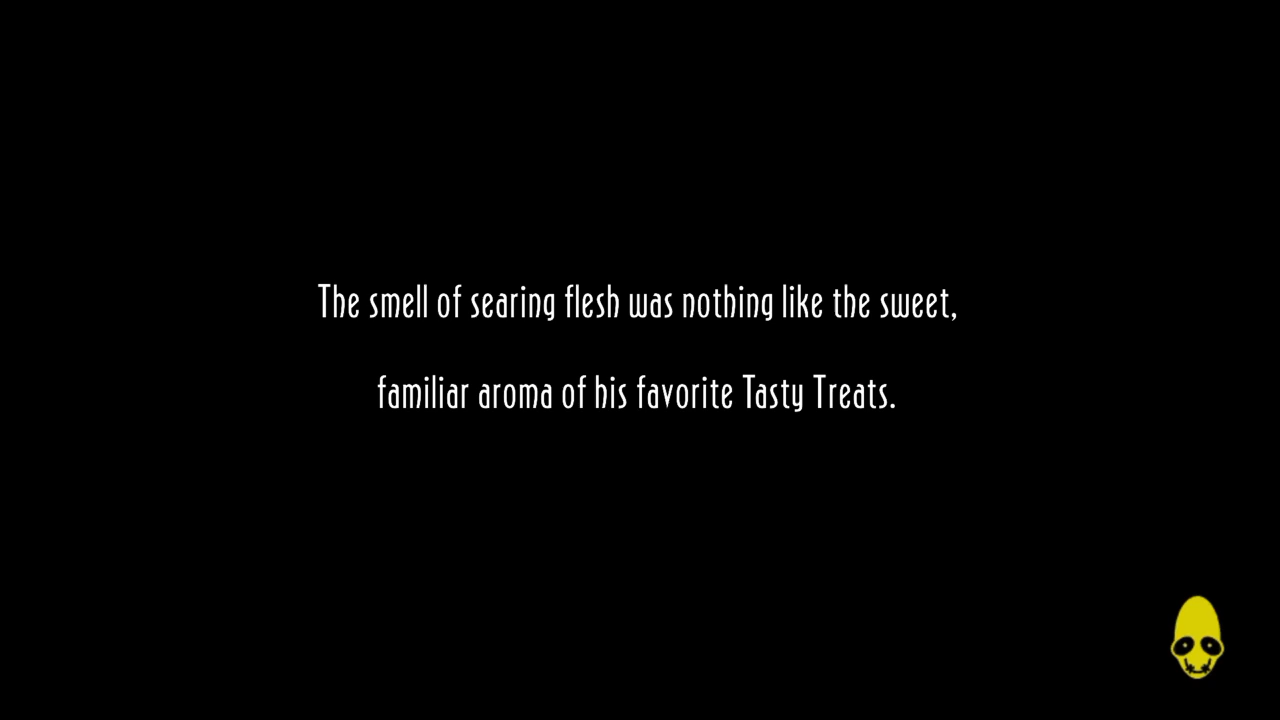 The smell of searing flesh was nothing like the sweet,
familiar aroma of his favorite Tasty Treats.